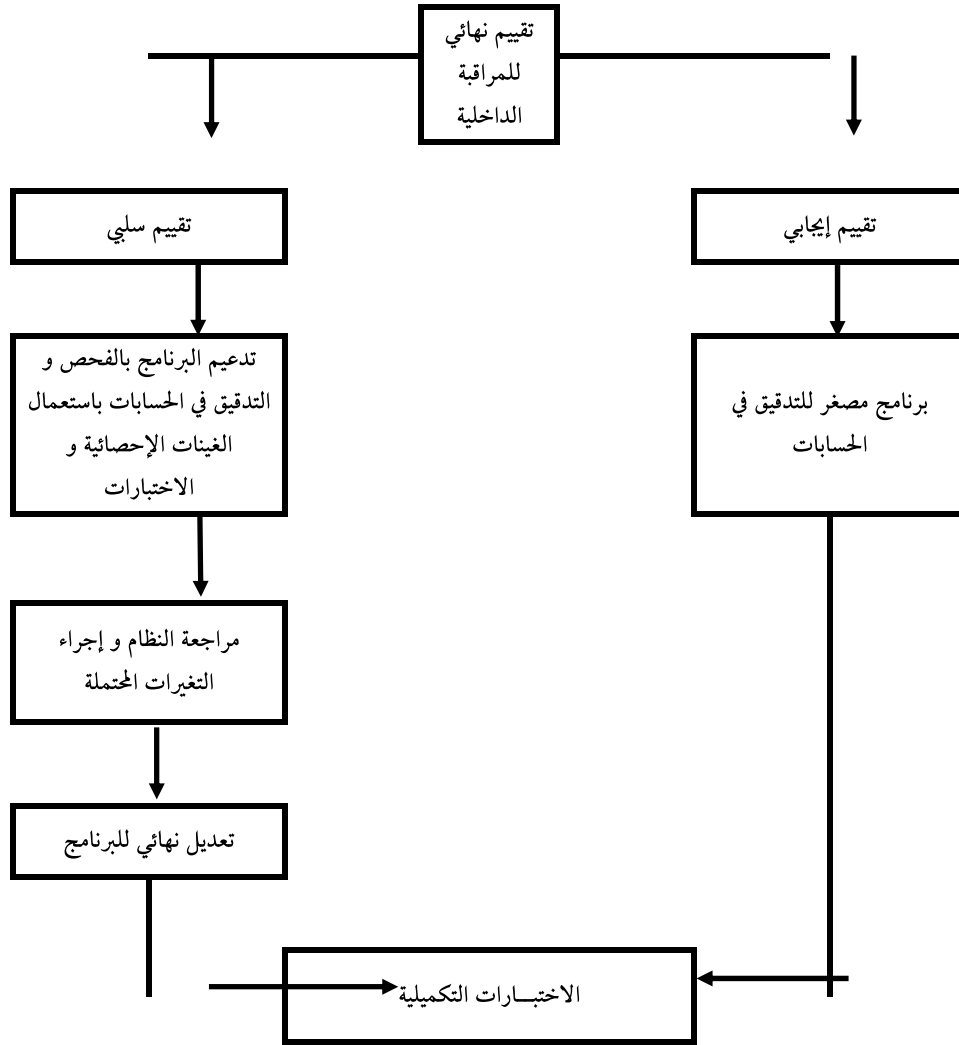 تقييم نهائي
للمراقبة
الداخلية
تقييم إيجابي
تقييم سلبي
برنامج مصغر للتدقيق في
الحسابات
تدعيم البرنامج بالفحص و
التدقيق في الحسابات باستعمال
الغينات الإحصائية و
الاختبارات
مراجعة النظام و إجراء
التغيرات المحتملة
تعديل نهائي للبرنامج
الاختبــارات التكميلية